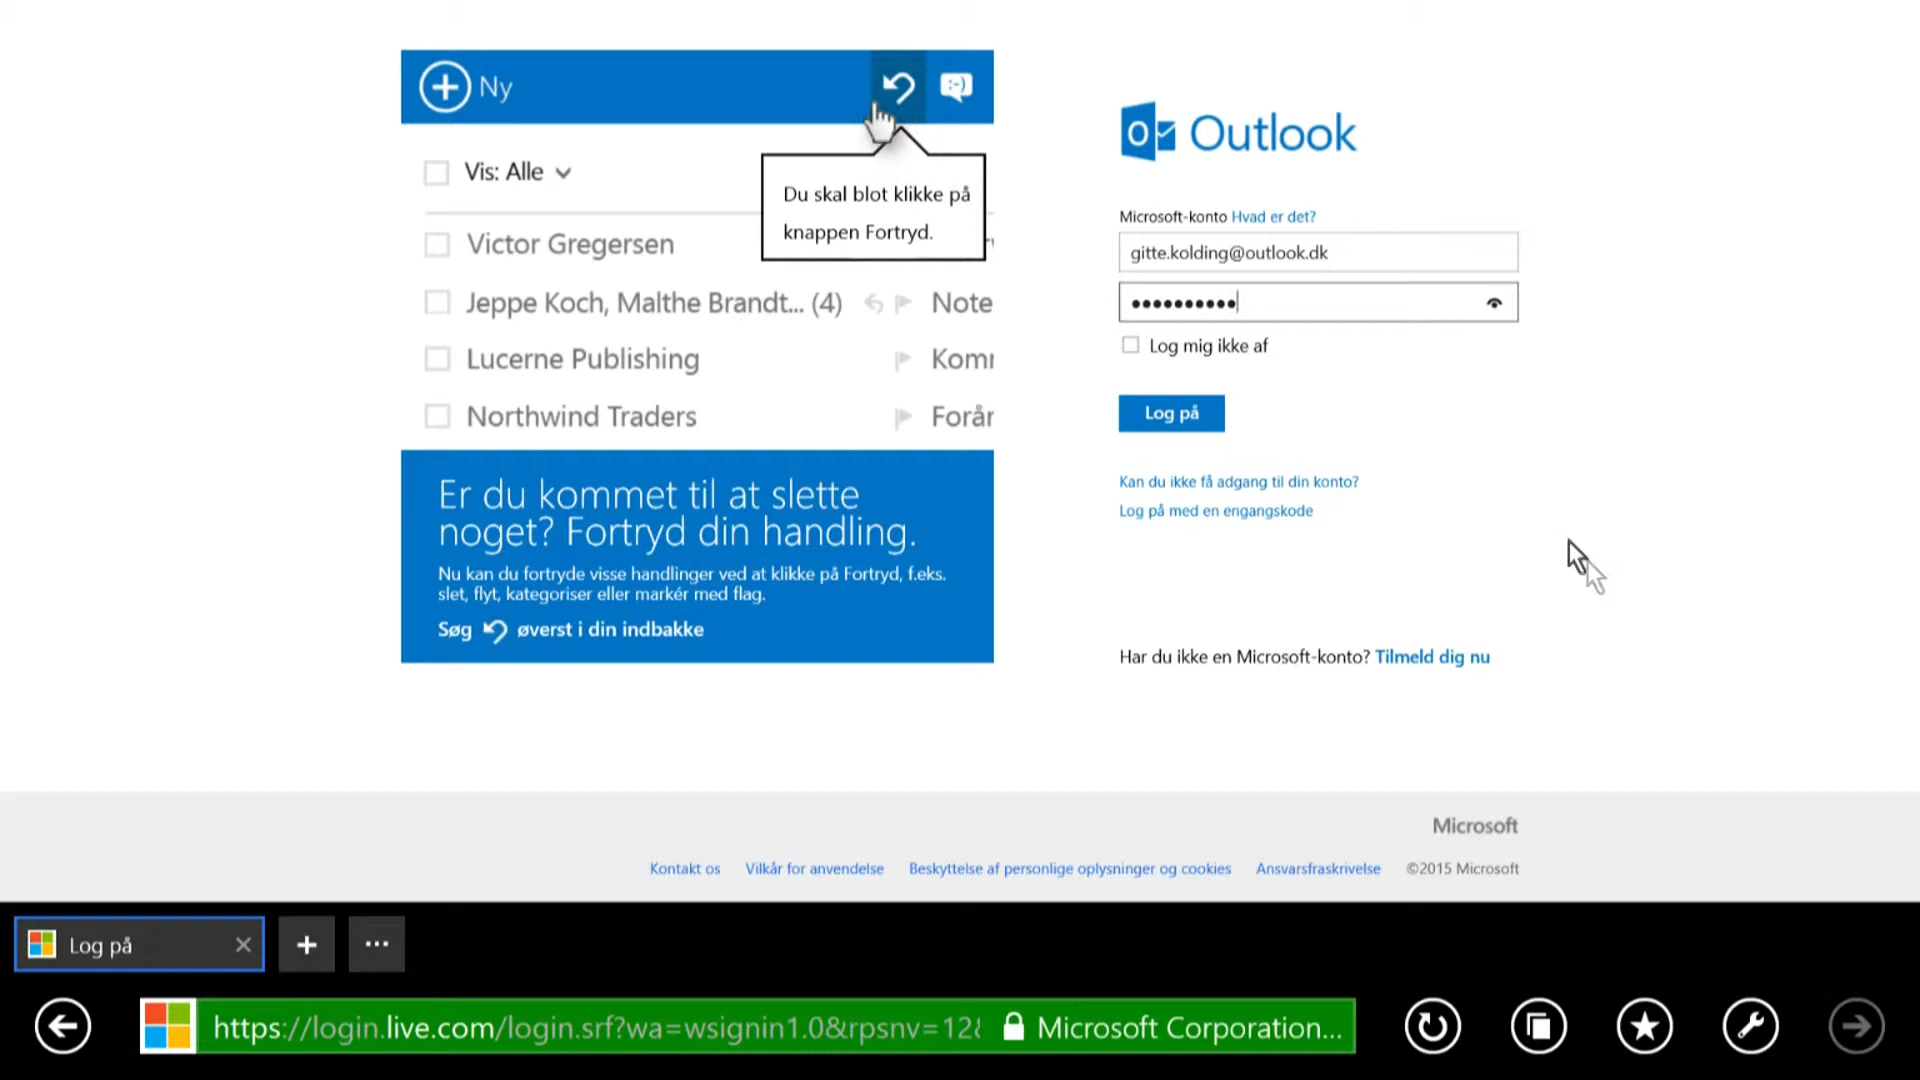 Ny
Vis: Alle
Du skal blot klikke på
knappen Fortryd.
Victor Gregersen
Jeppe Koch, Malthe Brandt... (4) Note
Lucerne Publishing
Northwind Traders
Er du kommet til at slette
noget? Fortryd din handling.
Nu kan du fortryde visse handlinger ved at klikke på Fortryd, f.eks.
slet, flyt, kategoriser eller markér med flag.
Søg øverst i din indbakke
Outlook
Microsoft-konto Hvad er det?
gitte.kolding@outlook.dk
Log mig ikke af
Log på
Kan du ikke få adgang til din konto?
Log på med en engangskode
Har du ikke en Microsoft-konto? Tilmeld dig nu
Microsoft
Kontakt os Vilkår for anvendelse Beskyttelse af personlige oplysninger og cookies Ansvarsfraskrivelse ©2015 Microsoft
Log på
https://login.live.com/login.srf?wa=wsignin1.0&rpsnv=12 Microsoft Corporation...